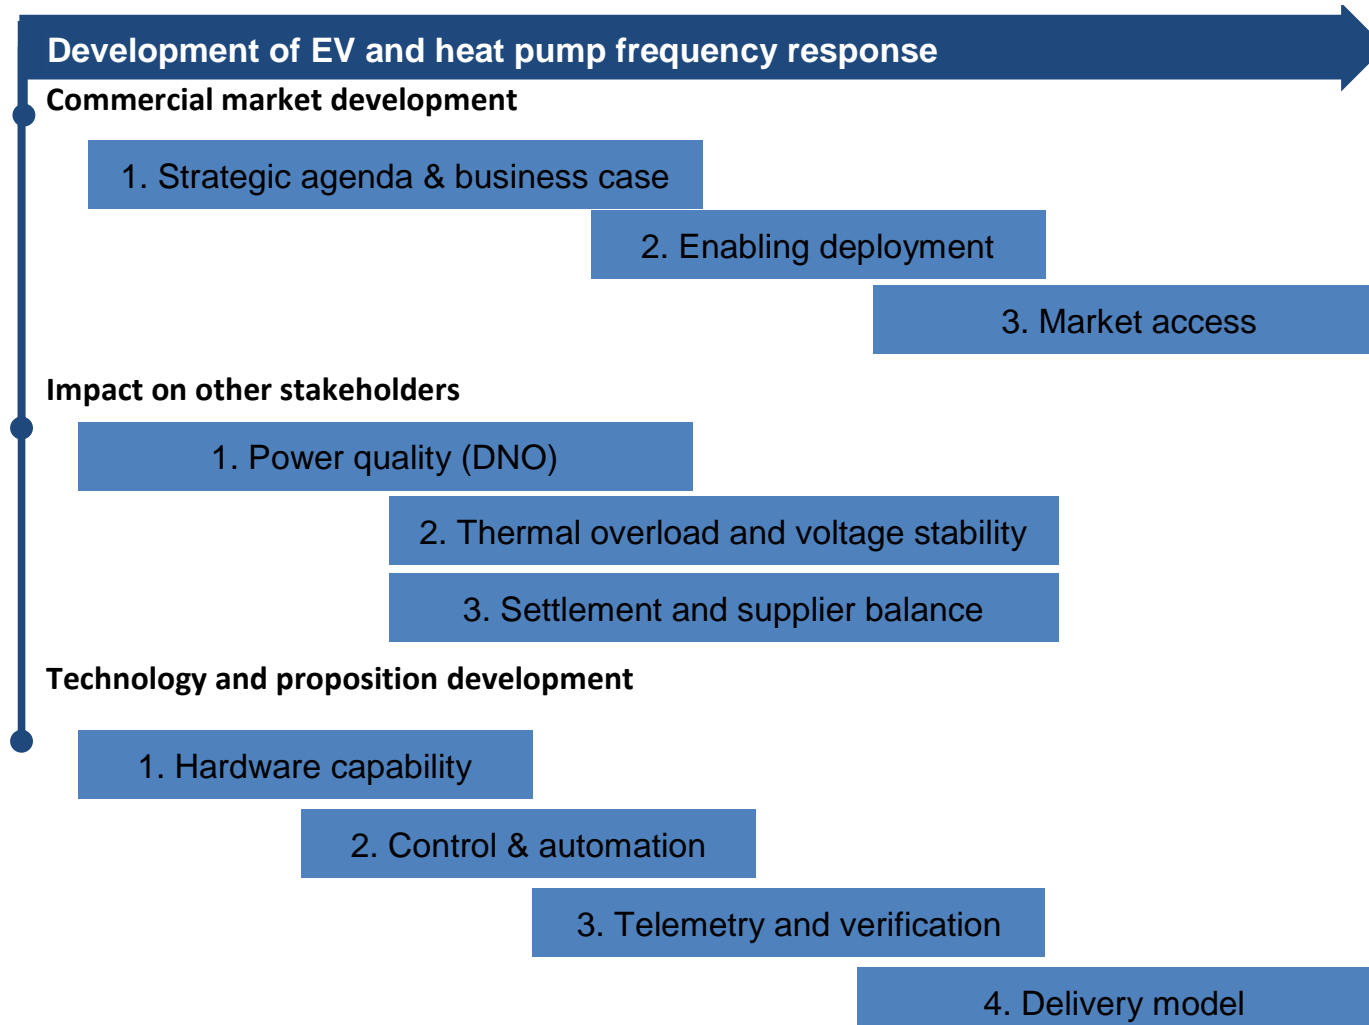 Development of EV and heat pump frequency response
Commercial market development
1. Strategic agenda & business case
2. Enabling deployment
3. Market access
Impact on other stakeholders
1. Power quality (DNO)
2. Thermal overload and voltage stability
3. Settlement and supplier balance
Technology and proposition development
1. Hardware capability
2. Control & automation
3. Telemetry and verification
4. Delivery model